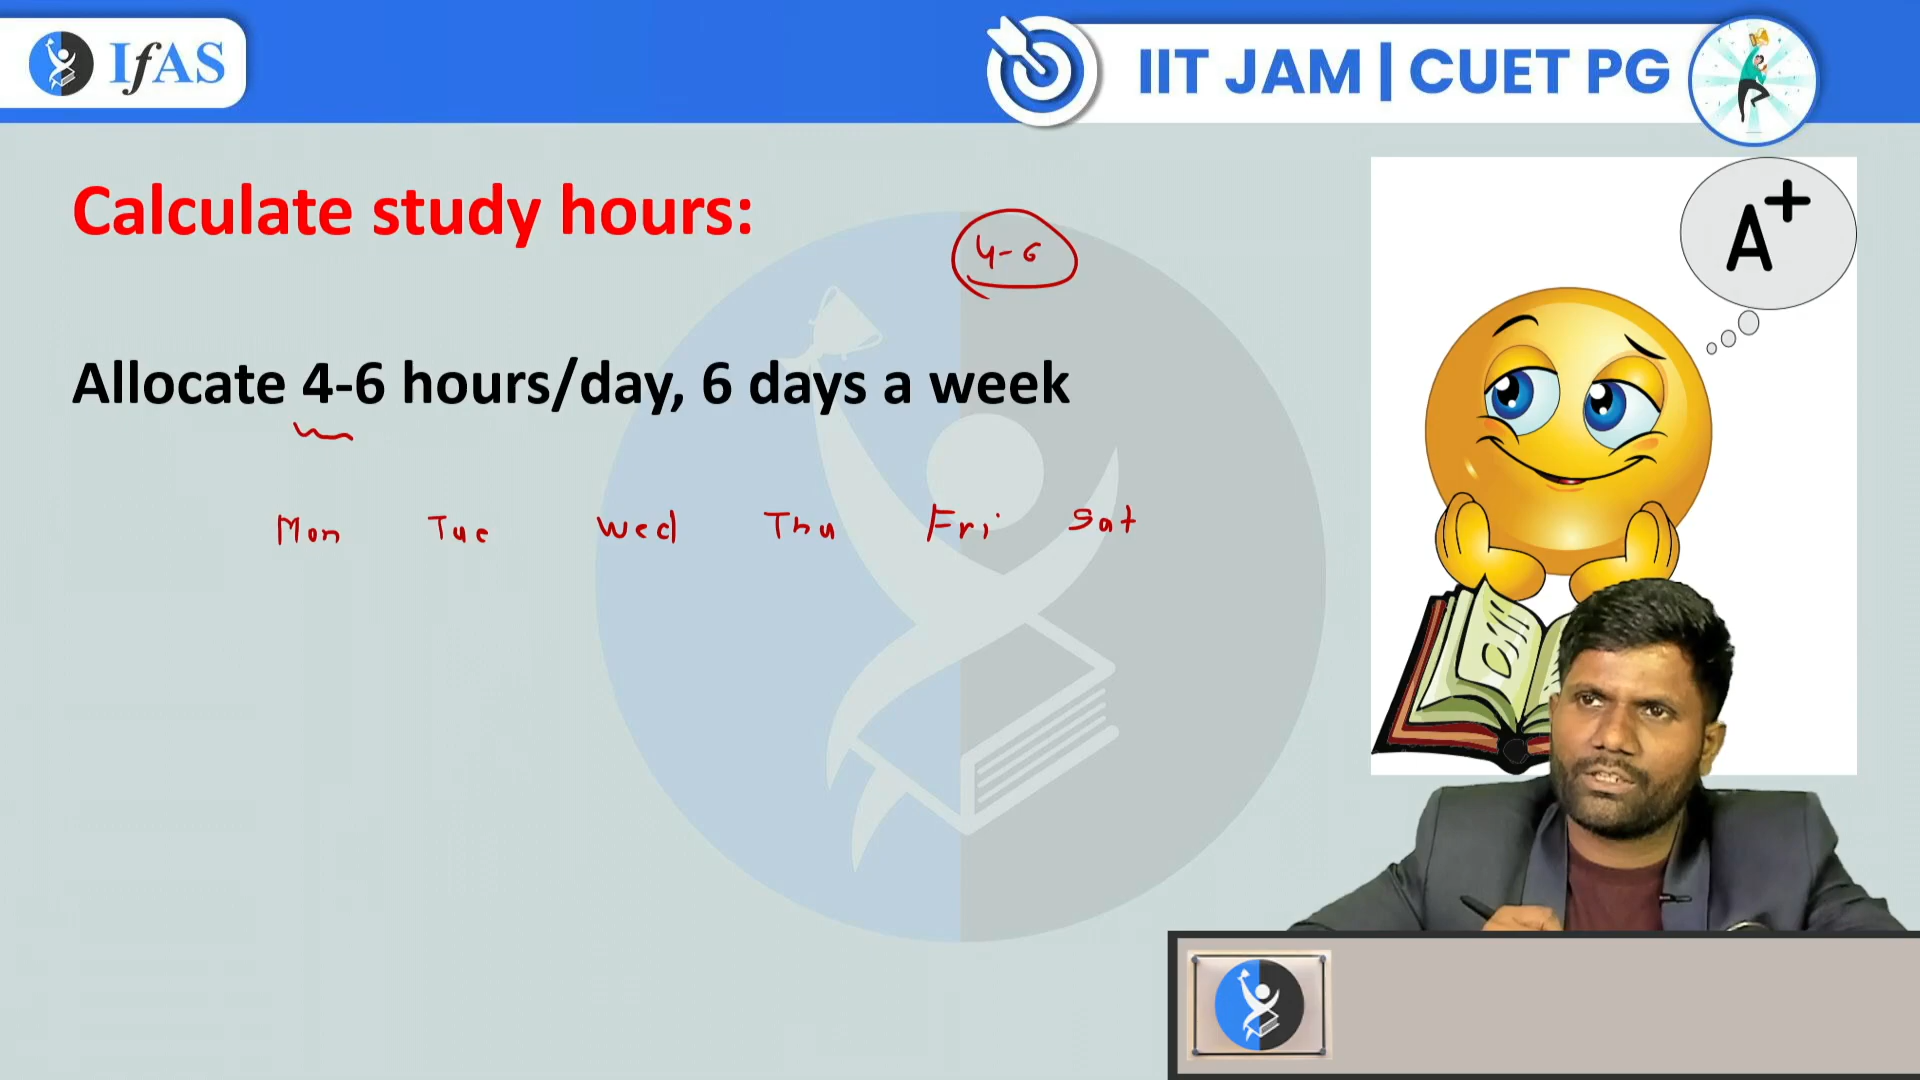 IfAS
IIT JAM | CUET PG
A+
Calculate study hours:
4-6
Allocate 4-6 hours/day, 6 days a week
Mon Tue Wed Thu Fri Sat